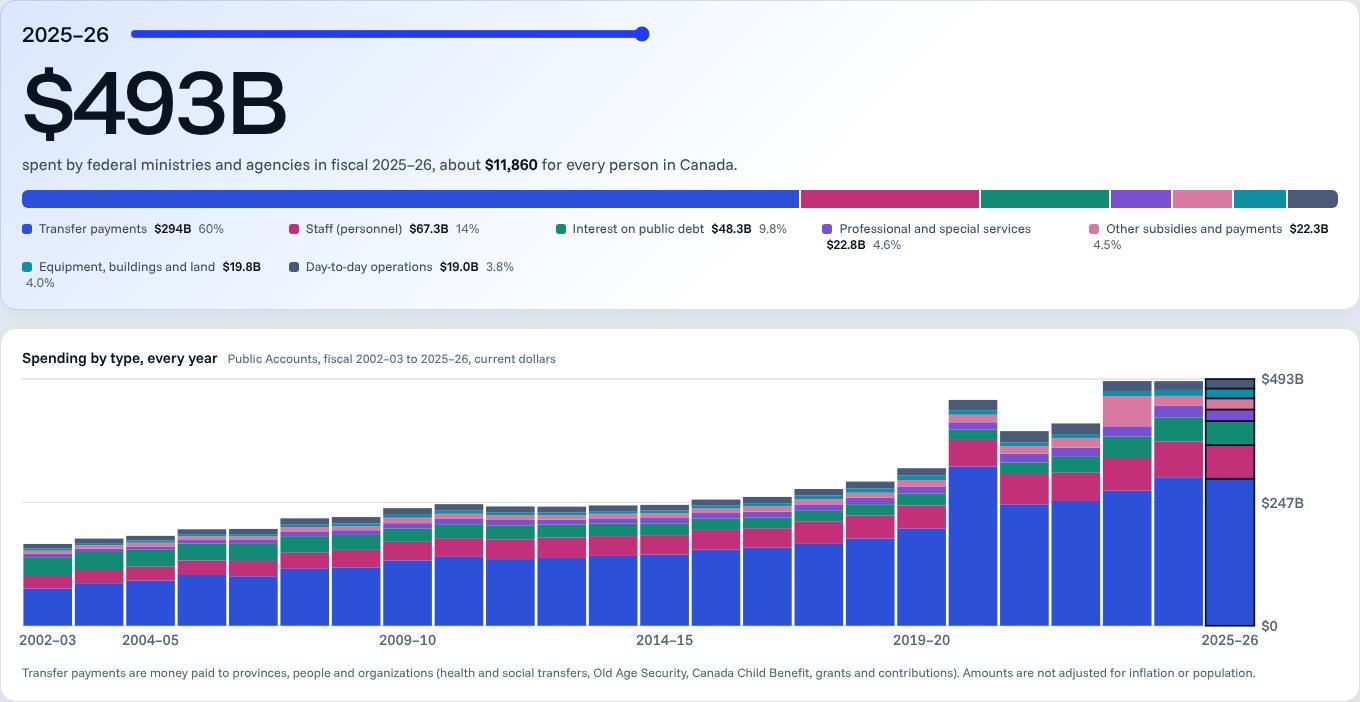 2025–26
$493B
spent by federal ministries and agencies in fiscal 2025–26, about $11,860 for every person in Canada.
Transfer payments $294B 60%
Staff (personnel) $67.3B 14%
Interest on public debt $48.3B 9.8%
Professional and special services
$22.8B 4.6%
Other subsidies and payments $22.3B
4.5%
Equipment, buildings and land $19.8B
4.0%
Day-to-day operations $19.0B 3.8%
Spending by type, every year Public Accounts, fiscal 2002–03 to 2025–26, current dollars
$493B
$247B
$0
2002–03 2004–05 2009–10 2014–15 2019–20 2025–26
Transfer payments are money paid to provinces, people and organizations (health and social transfers, Old Age Security, Canada Child Benefit, grants and contributions). Amounts are not adjusted for inflation or population.